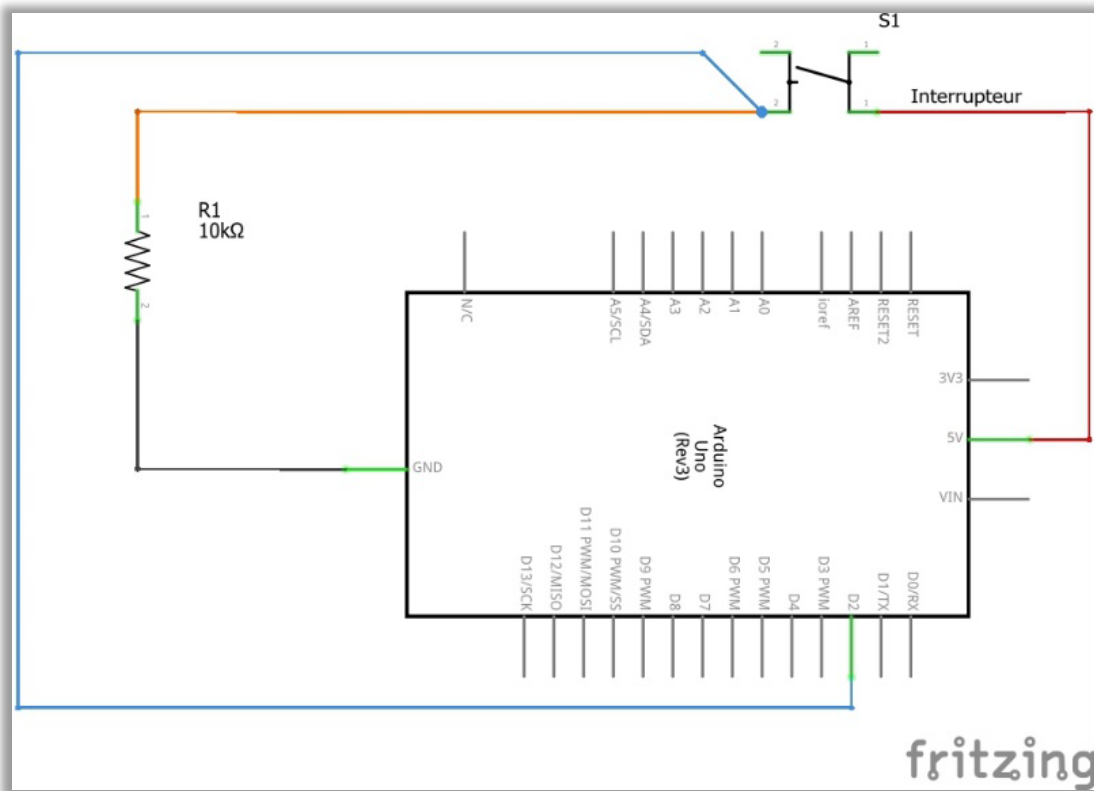 S1
2
1
2
1
Interrupteur
R1
10kΩ
1
2
N/C
A5/SCL
A4/SDA
A3
A2
A1
A0
ioref
AREF
RESET2
RESET
3V3
5V
VIN
GND
Arduino
Uno
(Rev3)
D13/SCK
D12/MISO
D11 PWM/MOSI
D10 PWM/SS
D9 PWM
D8
D7
D6 PWM
D5 PWM
D4
D3 PWM
D2
D1/TX
D0/RX
fritzing